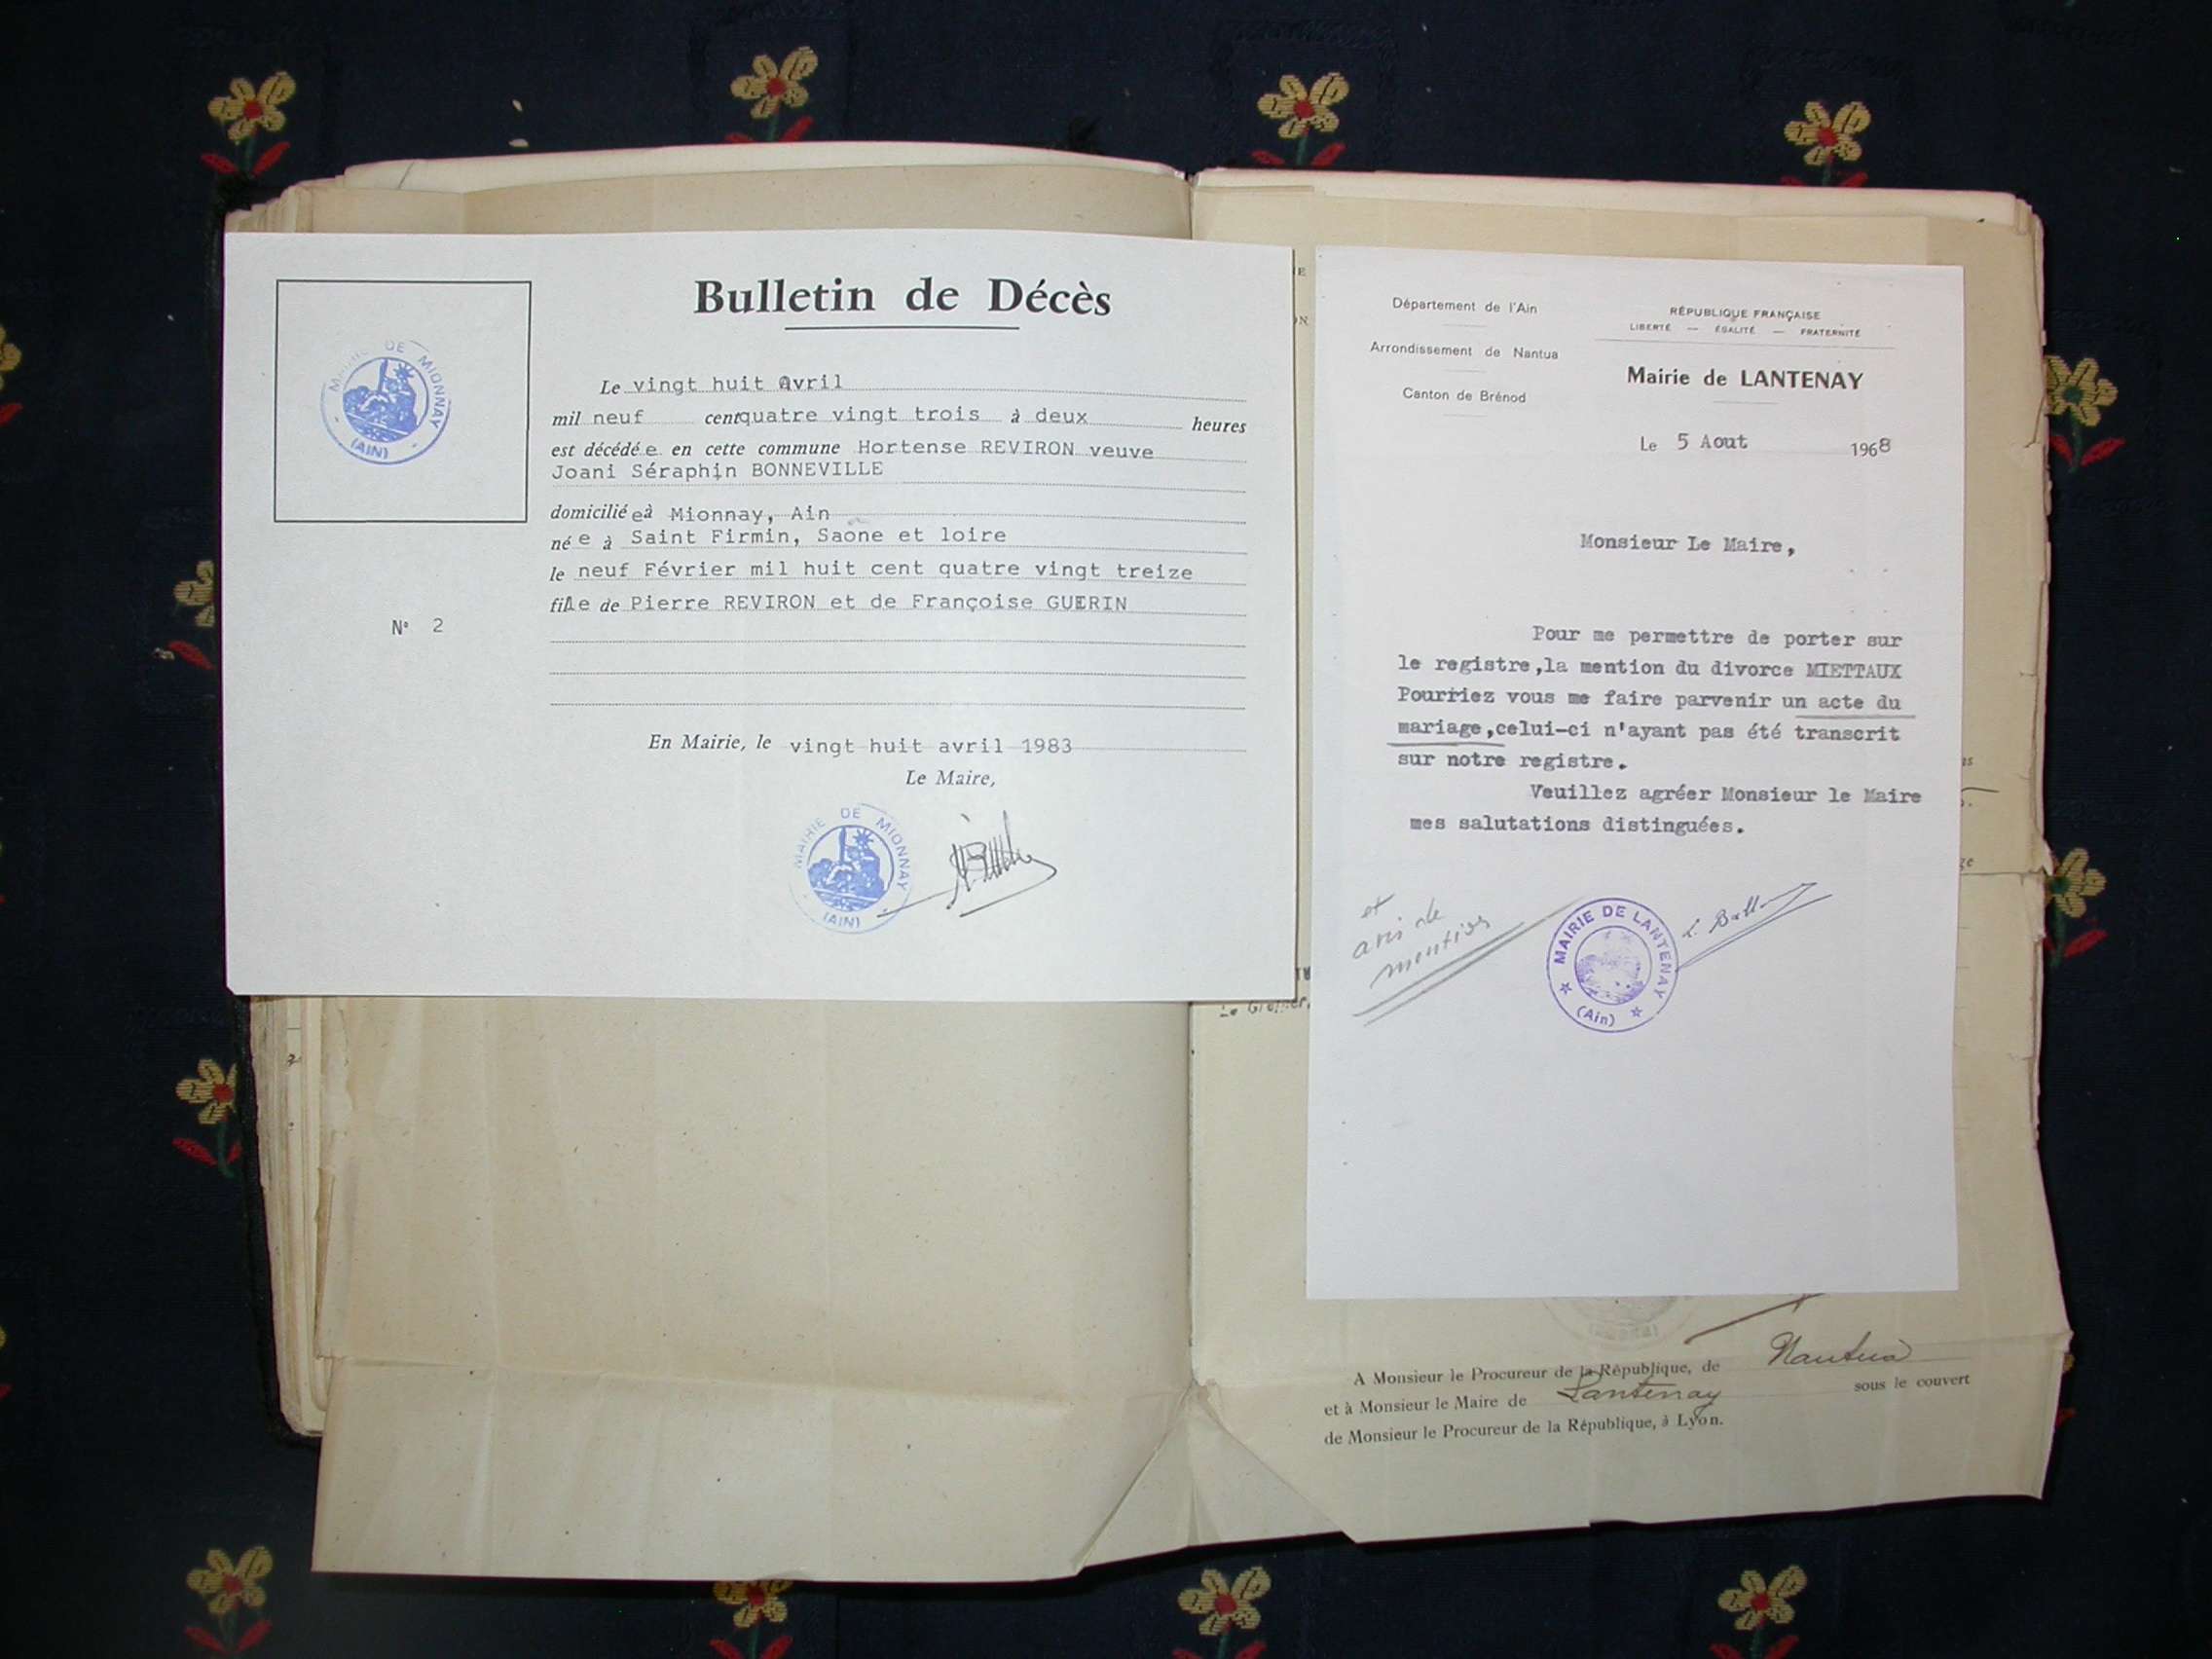 Bulletin de Décès
MAIRIE DE MIONNAY
(AIN)
Le vingt huit Avril
mil neuf cent quatre vingt trois à deux heures
est décédée en cette commune Hortense REVIRON veuve
Joani Séraphin BONNEVILLE
domiciliéeà Mionnay, Ain
née à Saint Firmin, Saone et loire
le neuf Février mil huit cent quatre vingt treize
fille de Pierre REVIRON et de Françoise GUERIN
N° 2
En Mairie, le vingt huit avril 1983
Le Maire,
MAIRIE DE MIONNAY
(AIN)
Département de l'Ain
Arrondissement de Nantua
Canton de Brénod
RÉPUBLIQUE FRANÇAISE
LIBERTÉ — ÉGALITÉ — FRATERNITÉ
Mairie de LANTENAY
Le 5 Aout 1968
Monsieur Le Maire,
Pour me permettre de porter sur
le registre,la mention du divorce MIETTAUX
Pourriez vous me faire parvenir un acte du
mariage,celui-ci n'ayant pas été transcrit
sur notre registre.
Veuillez agréer Monsieur le Maire
mes salutations distinguées.
et
avis de
mention
MAIRIE DE LANTENAY
(Ain)
A Monsieur le Procureur de la République, de Nantua
et à Monsieur le Maire de Lantenay sous le couvert
de Monsieur le Procureur de la République, à Lyon.